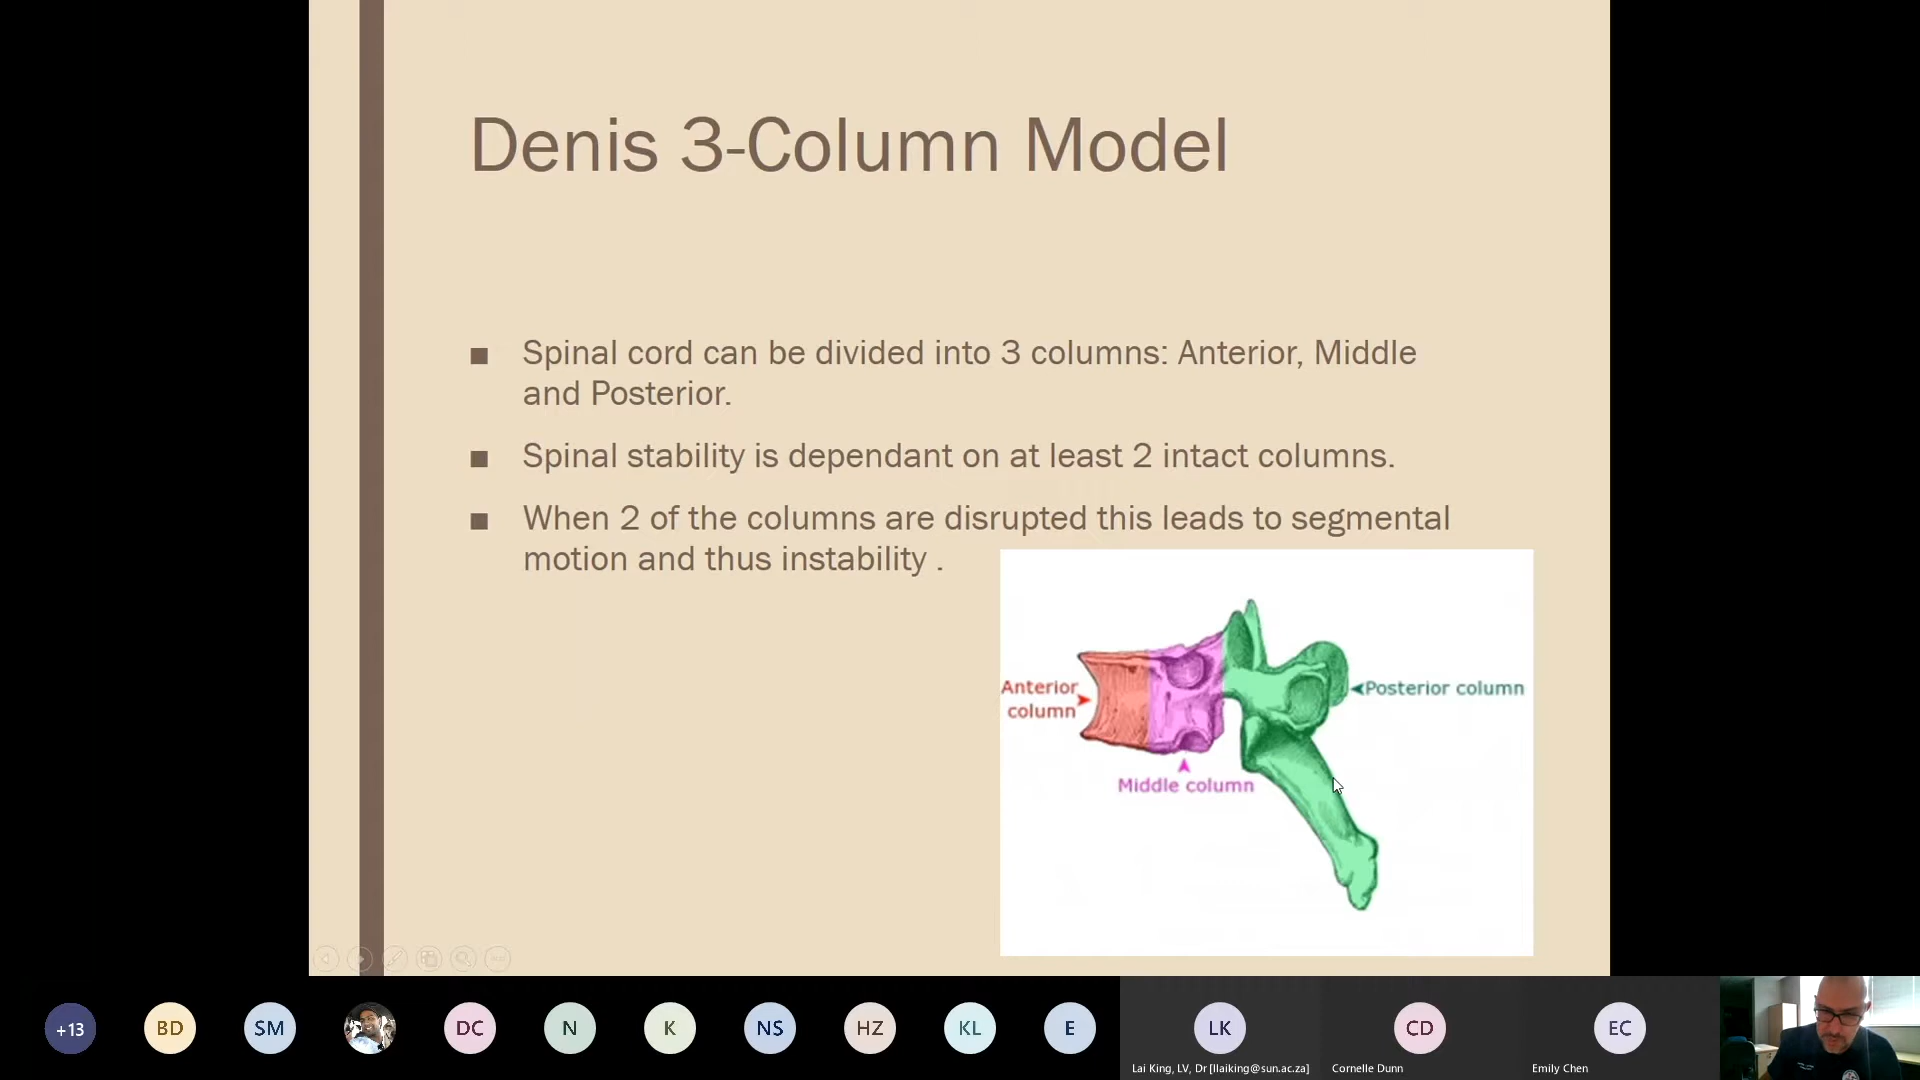 Denis 3-Column Model
■ Spinal cord can be divided into 3 columns: Anterior, Middle
and Posterior.
■ Spinal stability is dependant on at least 2 intact columns.
■ When 2 of the columns are disrupted this leads to segmental
motion and thus instability .
Anterior
column
Posterior column
Middle column
+13
BD
SM
DC
N
K
NS
HZ
KL
E
LK
CD
EC
Lai King, LV, Dr [llaiking@sun.ac.za]
Cornelle Dunn
Emily Chen